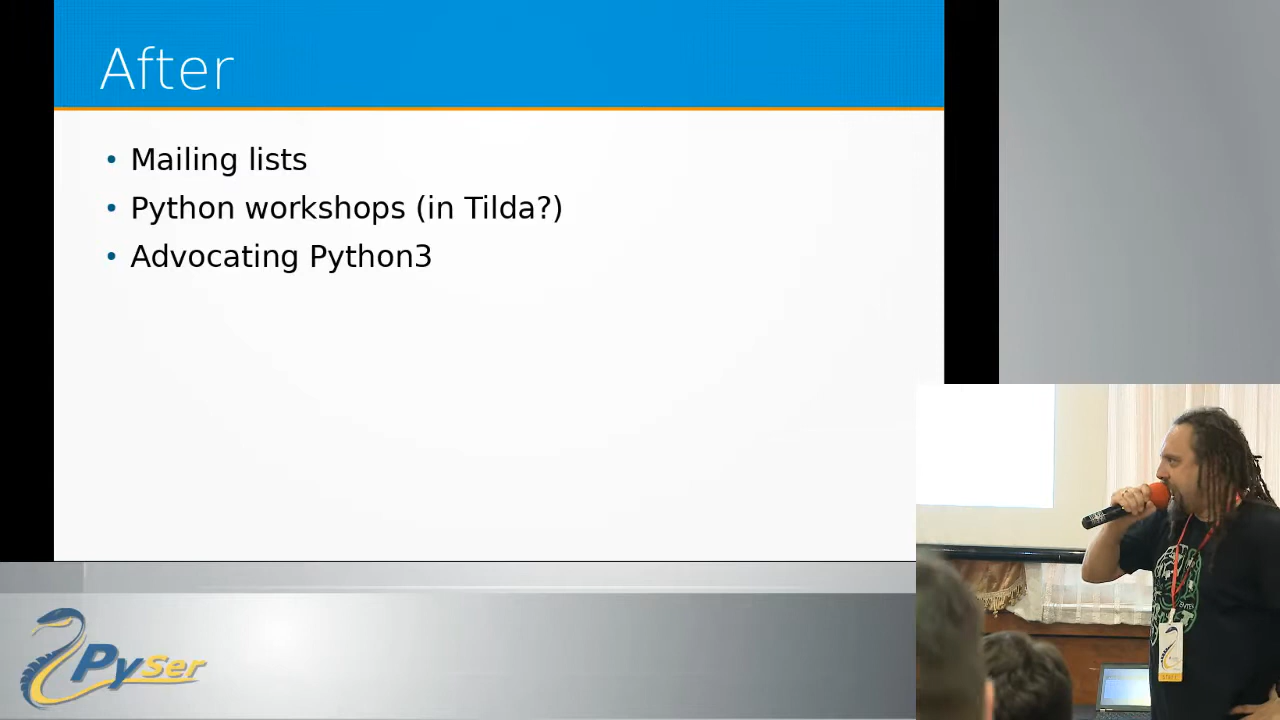 After
• Mailing lists
• Python workshops (in Tilda?)
• Advocating Python3
PySer